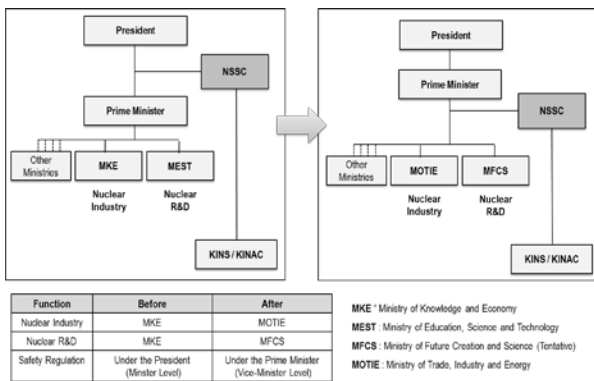 President
NSSC
Prime Minister
Other
Ministries
MKE
MEST
Nuclear
Industry
Nuclear
R&D
KINS / KINAC
President
Prime Minister
NSSC
Other
Ministries
MOTIE
MFCS
Nuclear
Industry
Nuclear
R&D
KINS / KINAC
Function Before After
Nuclear Industry MKE MOTIE
Nuclear R&D MKE MFCS
Safety Regulation Under the President Under the Prime Minister
(Minster Level) (Vice-Minister Level)
MKE * Ministry of Knowledge and Economy
MEST : Ministry of Education, Science and Technology
MFCS : Ministry of Future Creation and Science (Tentative)
MOTIE : Ministry of Trade, Industry and Energy